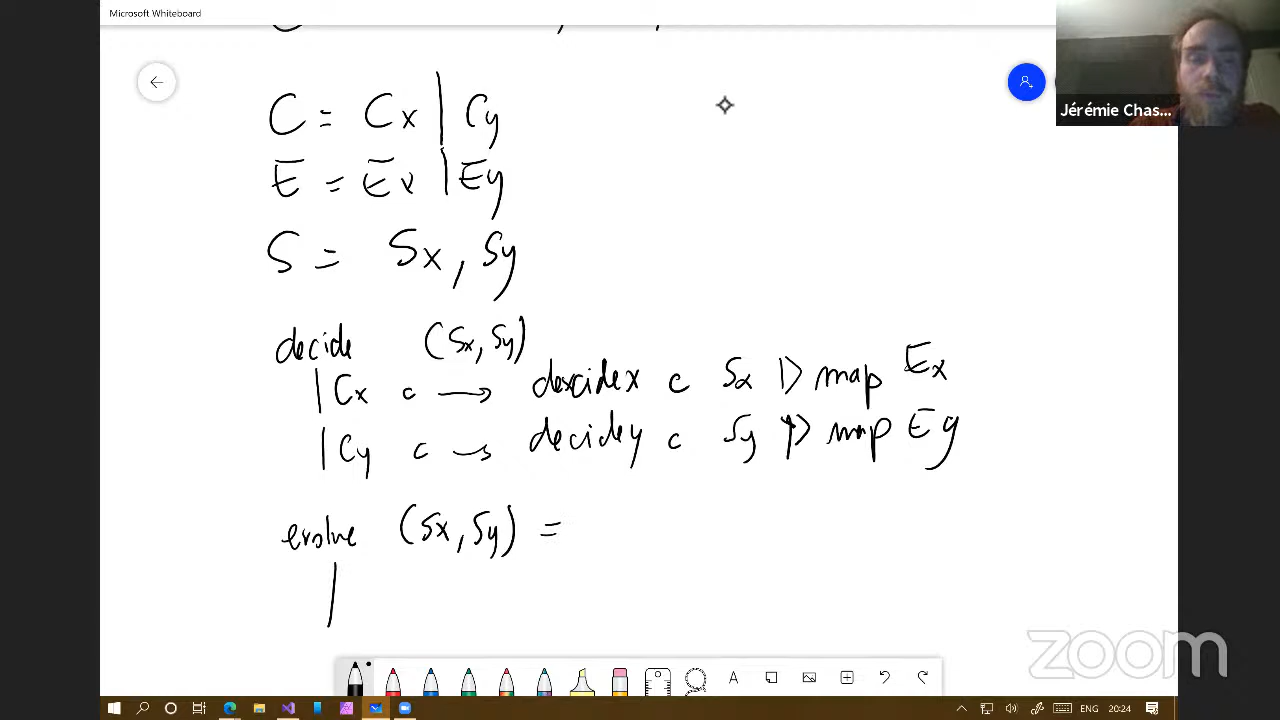 Microsoft Whiteboard
Jérémie Chas...
C = Cx | Cy
E = Ex | Ey
S = Sx, Sy
decide (Sx, Sy)
| Cx c → decidex c Sx |> map Ex
| Cy c → decidey c Sy |> map Ey
evolve (Sx, Sy) =
|
zoom
A
ENG 20:24